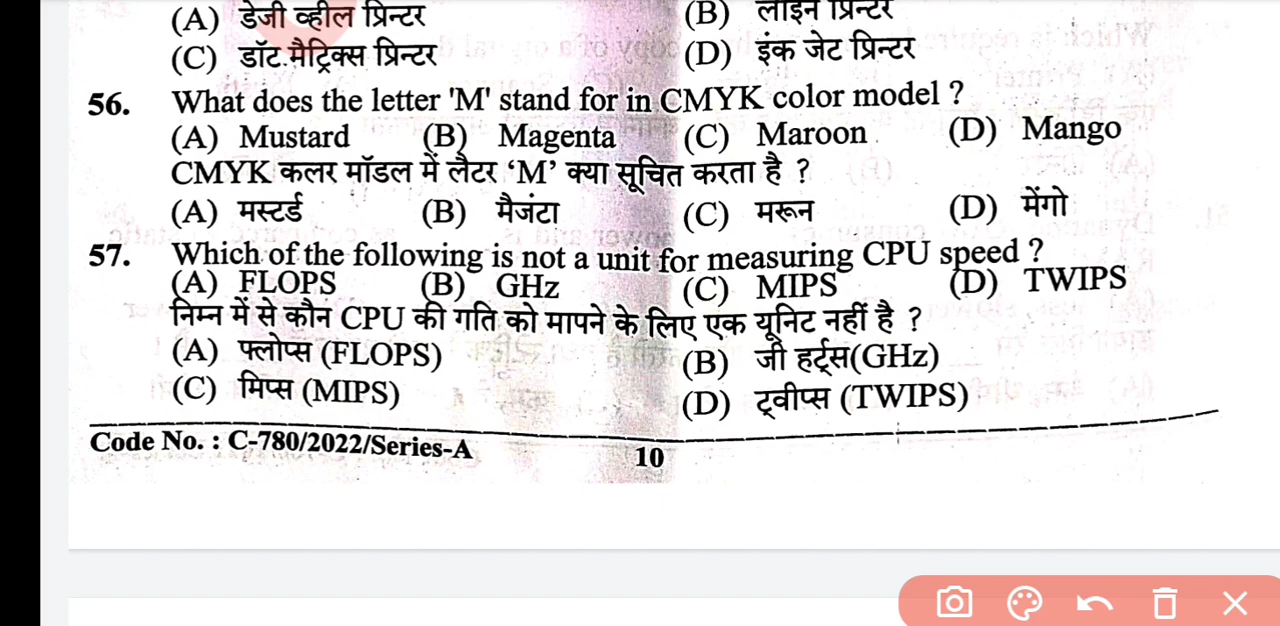 (A) डेजी व्हील प्रिन्टर (B) लाइन प्रिन्टर
(C) डॉट.मैट्रिक्स प्रिन्टर (D) इंक जेट प्रिन्टर
56. What does the letter 'M' stand for in CMYK color model ?
(A) Mustard (B) Magenta (C) Maroon (D) Mango
CMYK कलर मॉडल में लैटर ‘M’ क्या सूचित करता है ?
(A) मस्टर्ड (B) मैजंटा (C) मरून (D) मेंगो
57. Which of the following is not a unit for measuring CPU speed ?
(A) FLOPS (B) GHz (C) MIPS (D) TWIPS
निम्न में से कौन CPU की गति को मापने के लिए एक यूनिट नहीं है ?
(A) फ्लोप्स (FLOPS) (B) जी हर्ट्स(GHz)
(C) मिप्स (MIPS) (D) ट्वीप्स (TWIPS)
Code No. : C-780/2022/Series-A 10